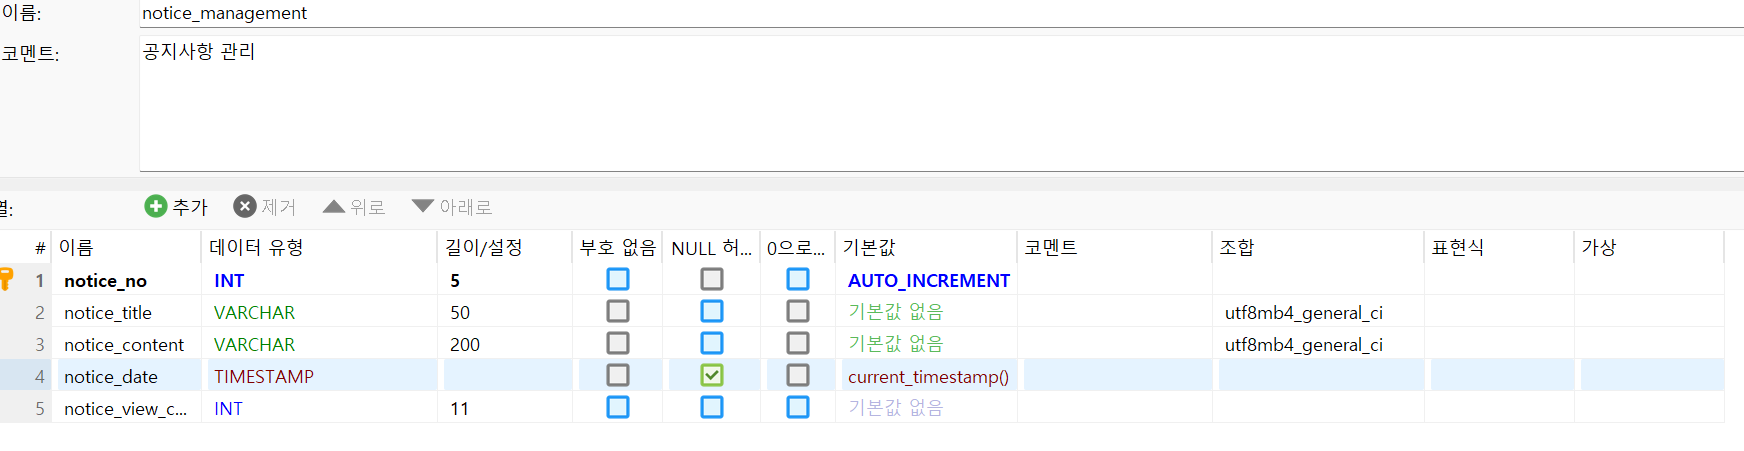 이름: notice_management
코멘트: 공지사항 관리
열: 추가 제거 위로 아래로
# 이름 데이터 유형 길이/설정 부호 없음 NULL 허... 0으로... 기본값 코멘트 조합 표현식 가상
1 notice_no INT 5 AUTO_INCREMENT
2 notice_title VARCHAR 50 기본값 없음 utf8mb4_general_ci
3 notice_content VARCHAR 200 기본값 없음 utf8mb4_general_ci
4 notice_date TIMESTAMP current_timestamp()
5 notice_view_c... INT 11 기본값 없음